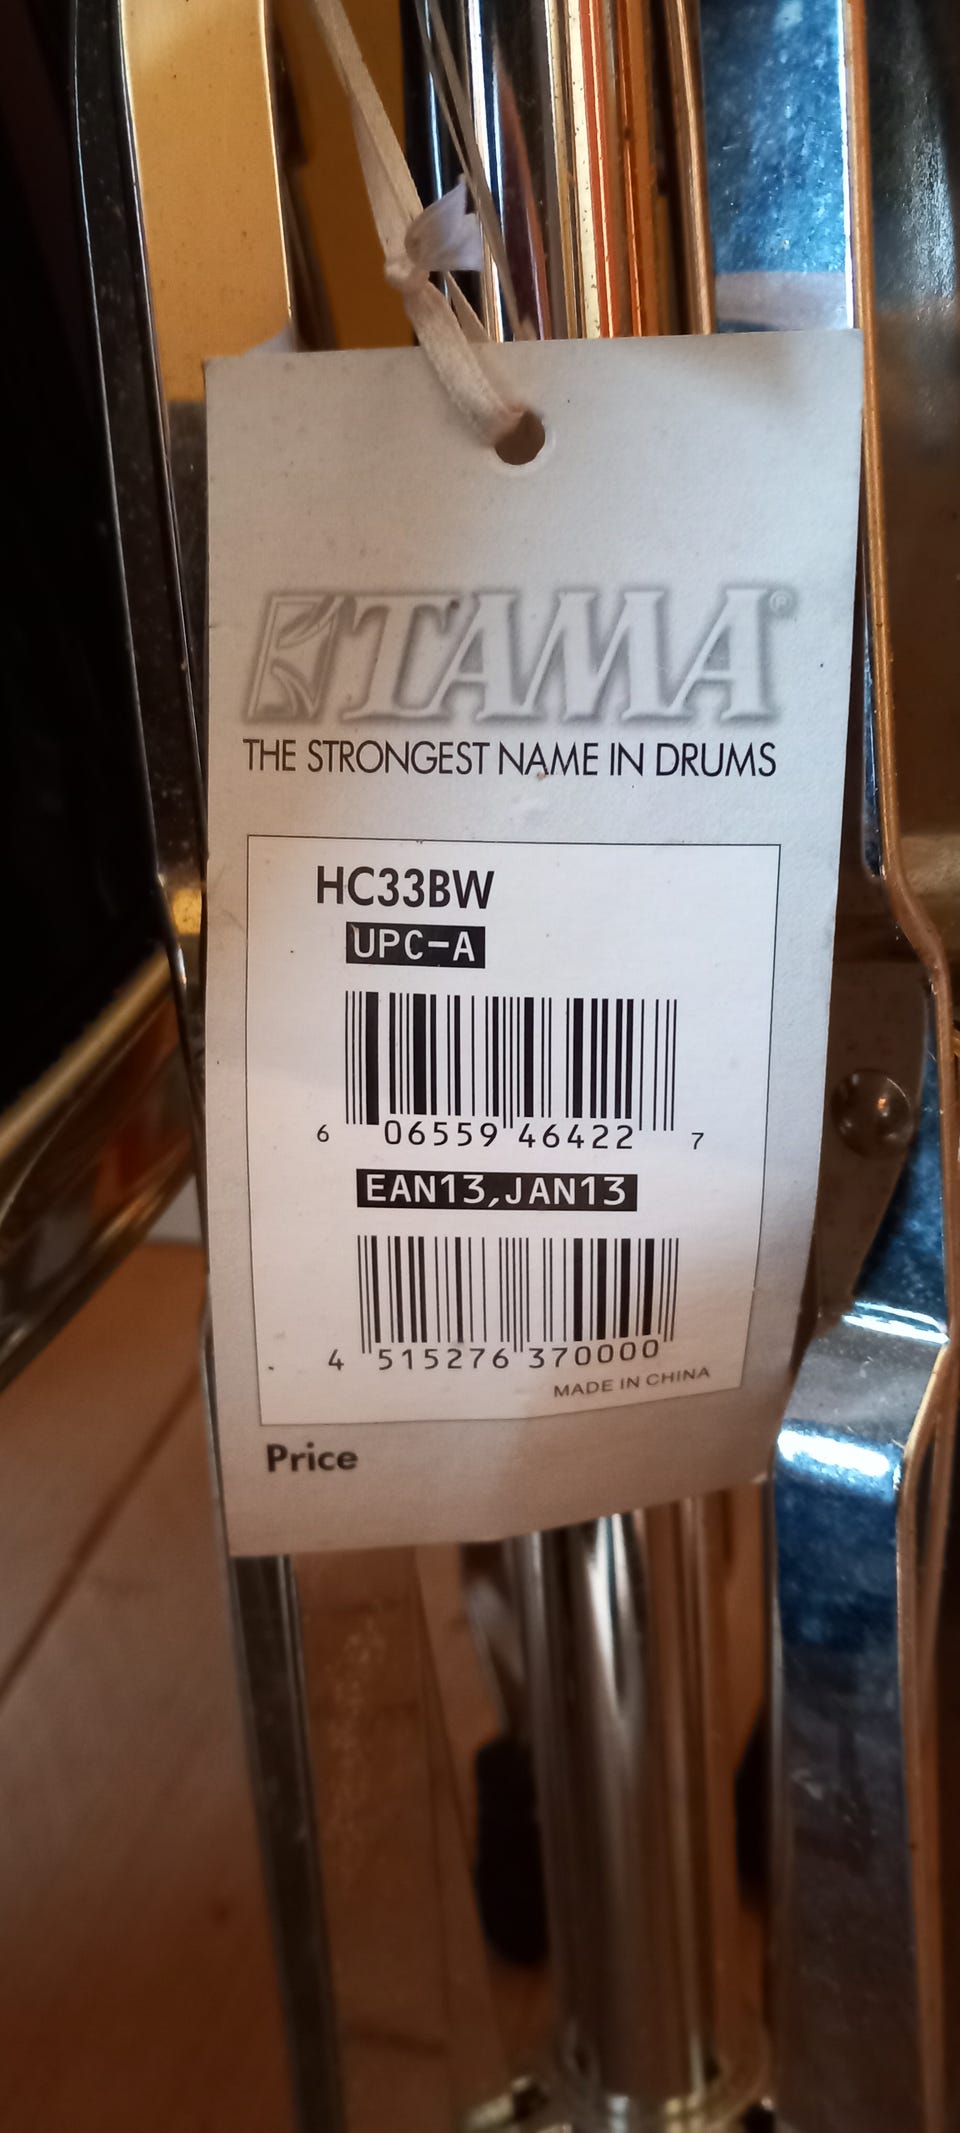 TAMA®
THE STRONGEST NAME IN DRUMS
HC33BW
UPC-A
6 06559 46422 7
EAN13,JAN13
4 515276 370000
MADE IN CHINA
Price